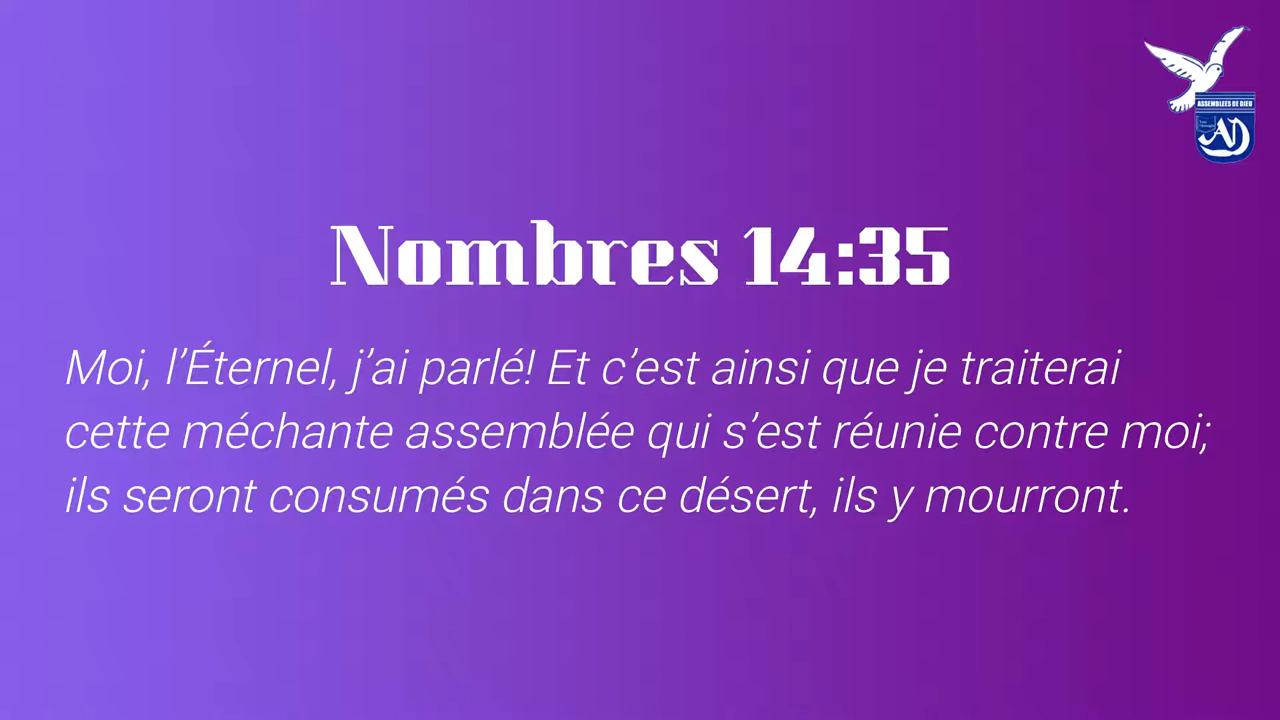 ASSEMBLEES DE DIEU
AD
Nombres 14:35
Moi, l’Éternel, j’ai parlé! Et c’est ainsi que je traiterai
cette méchante assemblée qui s’est réunie contre moi;
ils seront consumés dans ce désert, ils y mourront.